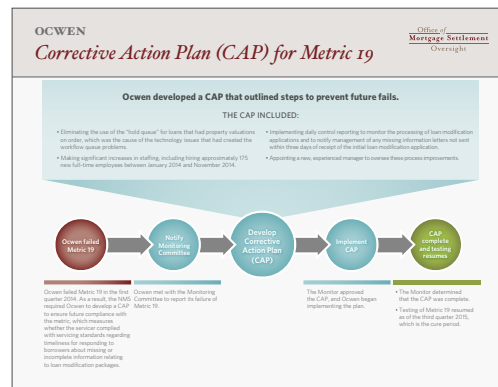 OCWEN
Corrective Action Plan (CAP) for Metric 19
Office of
Mortgage Settlement
Oversight
Ocwen developed a CAP that outlined steps to prevent future fails.
THE CAP INCLUDED:
• Eliminating the use of the “hold queue” for loans that had property valuations
on order, which was the cause of the technology issues that had created the
workflow queue problems.
• Making significant increases in staffing, including hiring approximately 175
new full-time employees between January 2014 and November 2014.
• Implementing daily control reporting to monitor the processing of loan modification
applications and to notify management of any missing information letters not sent
within three days of receipt of the initial loan modification application.
• Appointing a new, experienced manager to oversee these process improvements.
Ocwen failed
Metric 19
Notify
Monitoring
Committee
Develop
Corrective
Action Plan
(CAP)
Implement
CAP
CAP
complete
and testing
resumes
Ocwen failed Metric 19 in the first
quarter 2014. As a result, the NMS
required Ocwen to develop a CAP
to ensure future compliance with
the metric, which measures
whether the servicer complied
with servicing standards regarding
timeliness for responding to
borrowers about missing or
incomplete information relating
to loan modification packages.
Ocwen met with the Monitoring
Committee to report its failure of
Metric 19.
The Monitor approved
the CAP, and Ocwen began
implementing the plan.
• The Monitor determined
that the CAP was complete.
• Testing of Metric 19 resumed
as of the third quarter 2015,
which is the cure period.